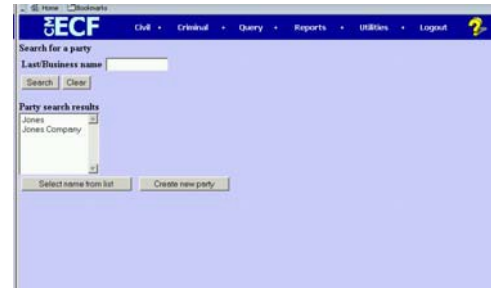 Home Bookmarks
CM ECF Civil Criminal Query Reports Utilities Logout ?
Search for a party
Last/Business name
Search Clear
Party search results
Jones
Jones Company
Select name from list Create new party